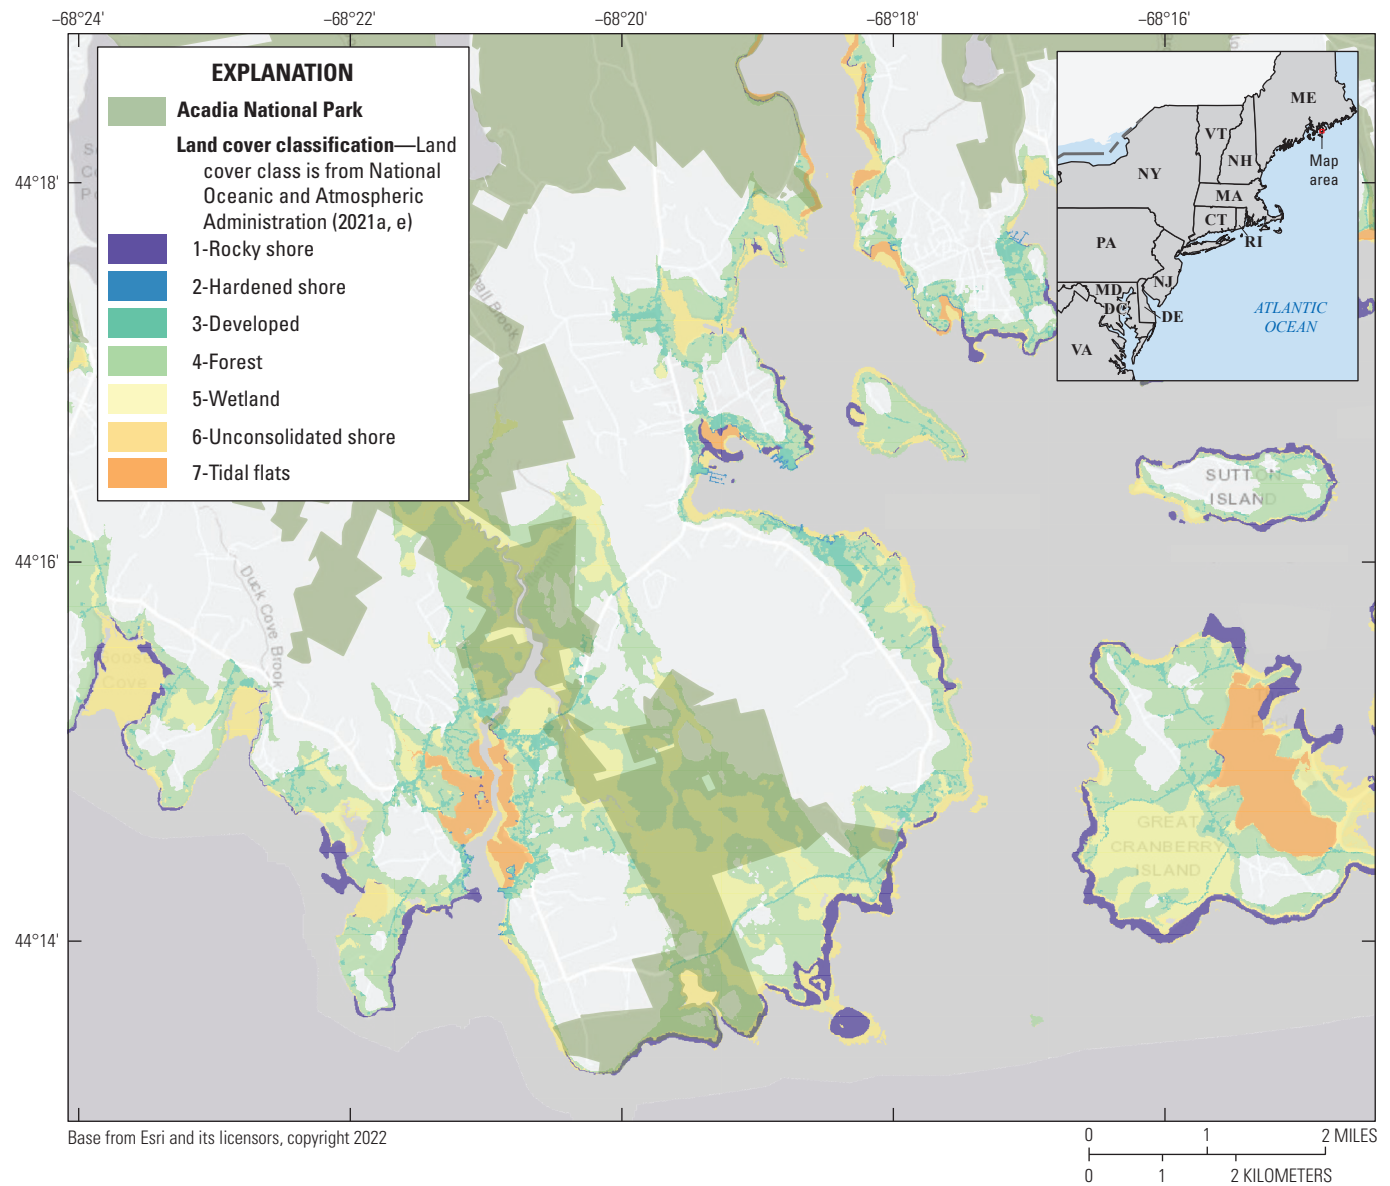 –68°24'
–68°22'
–68°20'
–68°18'
–68°16'
44°18'
44°16'
44°14'
EXPLANATION
Acadia National Park
Land cover classification—Land
cover class is from National
Oceanic and Atmospheric
Administration (2021a, e)
1-Rocky shore
2-Hardened shore
3-Developed
4-Forest
5-Wetland
6-Unconsolidated shore
7-Tidal flats
ME
VT
NH
NY
MA
CT
RI
PA
NJ
MD
DC
DE
VA
Map
area
ATLANTIC
OCEAN
Brook
SUTTON
ISLAND
Duck Cove Brook
Goose
Cove
GREAT
CRANBERRY
ISLAND
Base from Esri and its licensors, copyright 2022
0 1 2 MILES
0 1 2 KILOMETERS